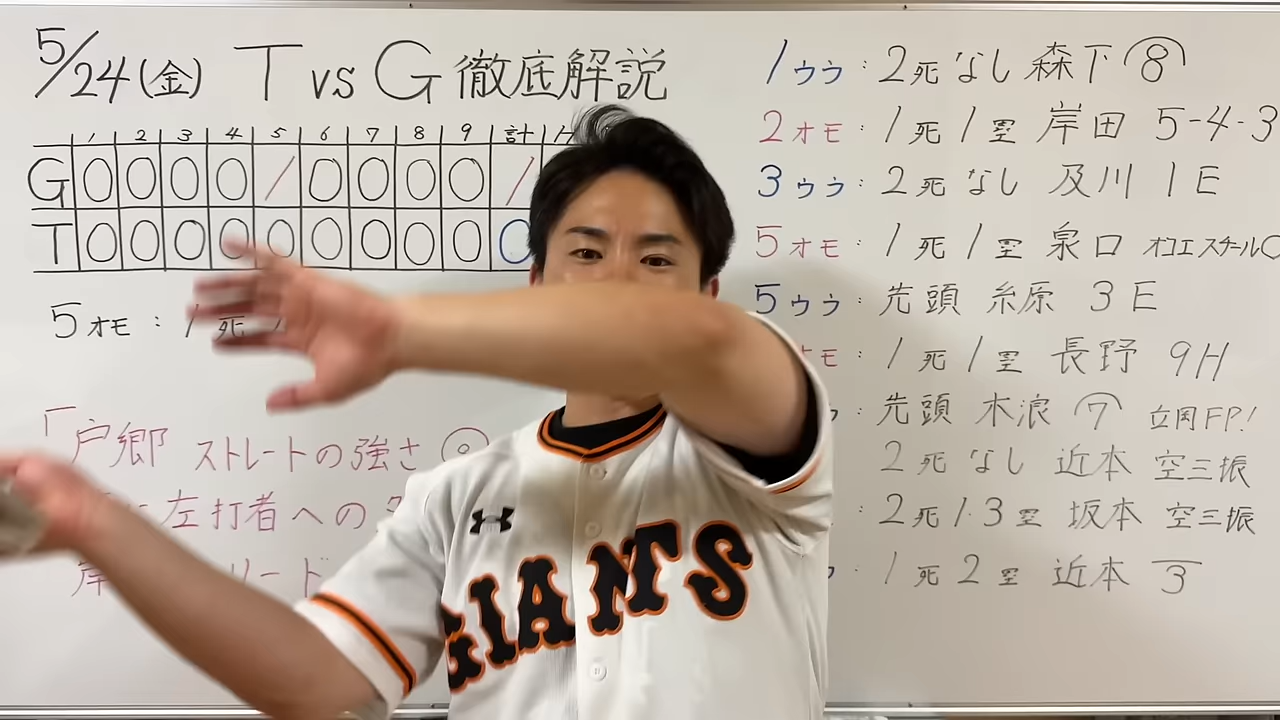 5/24(金) T vs G 徹底解説
1 2 3 4 5 6 7 8 9 計 H
G 0 0 0 0 1 0 0 0 0 1
T 0 0 0 0 0 0 0 0 0 0
5オモ：1死
「戸郷 ストレートの強さ
左打者への
岸 リード
1ウラ：2死なし 森下 ⑧
2オモ：1死1塁 岸田 5-4-3
3ウラ：2死なし 及川 1E
5オモ：1死1塁 泉口 オコエスチール
5ウラ：先頭 糸原 3E
オモ：1死1塁 長野 9H
先頭 木浪 ⑦ 立岡FP!
2死なし 近本 空三振
：2死1・3塁 坂本 空三振
：1死2塁 近本 3
GIANTS